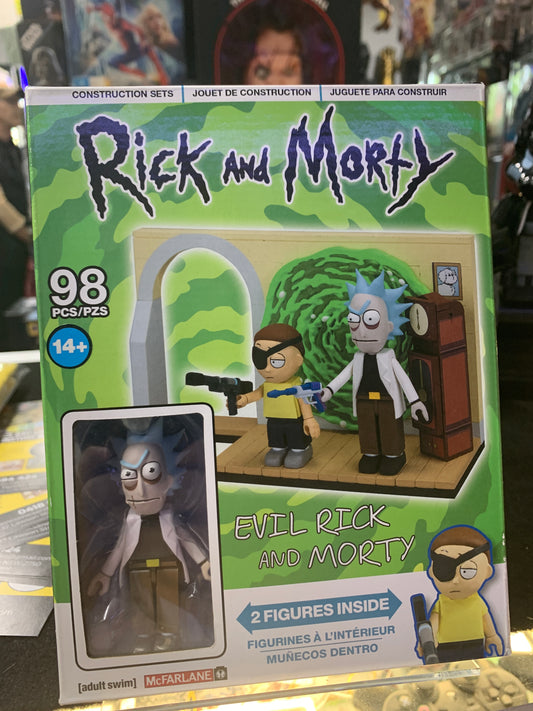 CONSTRUCTION SETS | JOUET DE CONSTRUCTION | JUGUETE PARA CONSTRUIR
RICK AND MORTY
98
PCS/PZS
14+
EVIL RICK
AND MORTY
2 FIGURES INSIDE
FIGURINES À L'INTÉRIEUR
MUÑECOS DENTRO
[adult swim] McFARLANE